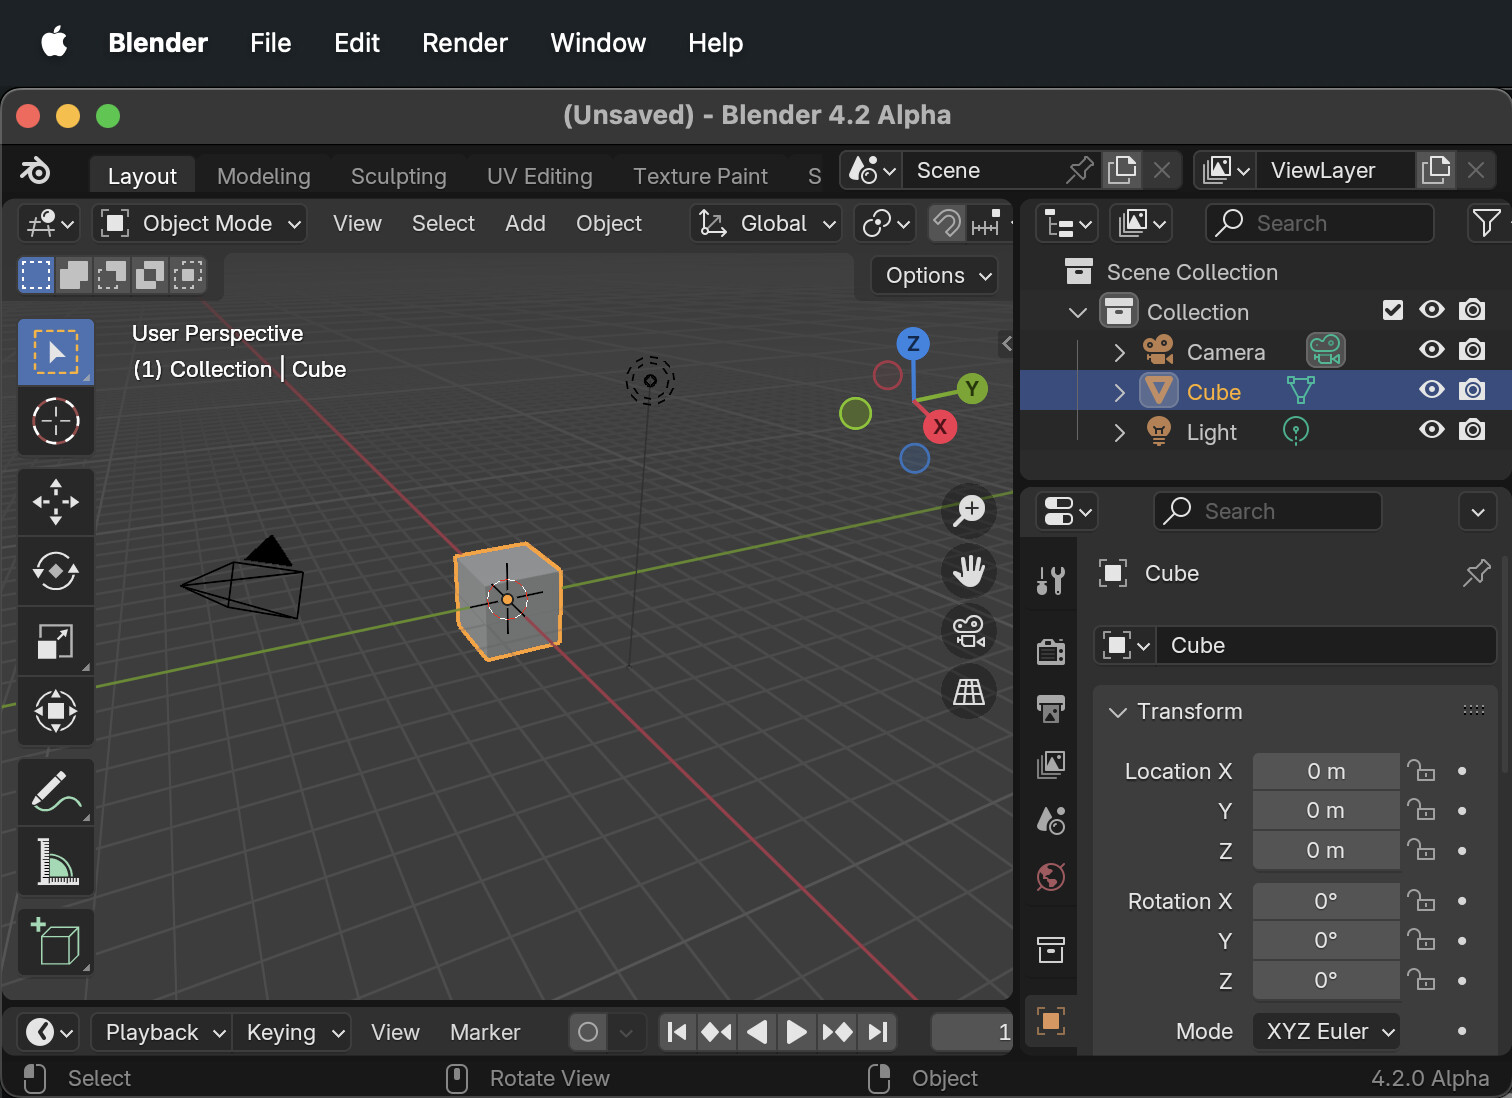 Blender File Edit Render Window Help
(Unsaved) - Blender 4.2 Alpha
Layout Modeling Sculpting UV Editing Texture Paint S Scene ViewLayer
Object Mode View Select Add Object Global Search
Options
Scene Collection
Collection
User Perspective
(1) Collection | Cube
Camera
Cube
Light
Z
Y
X
Search
Cube
Cube
Transform
Location X 0 m
Y 0 m
Z 0 m
Rotation X 0°
Y 0°
Z 0°
Mode XYZ Euler
Playback Keying View Marker 1
Select Rotate View Object 4.2.0 Alpha